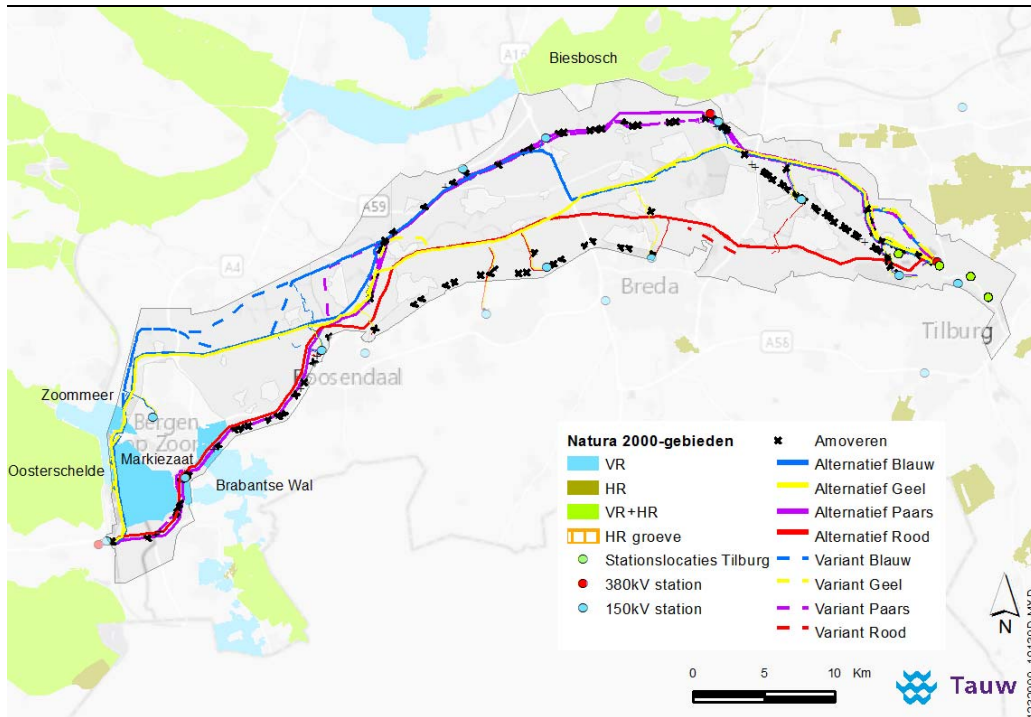 Biesbosch
A16
A59
A4
Breda
A58
Tilburg
Roosendaal
Zoommeer
Bergen
op Zoom
Markiezaat
Oosterschelde
Brabantse Wal
Natura 2000-gebieden
VR
HR
VR+HR
HR groeve
Stationslocaties Tilburg
380kV station
150kV station
Amoveren
Alternatief Blauw
Alternatief Geel
Alternatief Paars
Alternatief Rood
Variant Blauw
Variant Geel
Variant Paars
Variant Rood
N
0 5 10 Km
Tauw